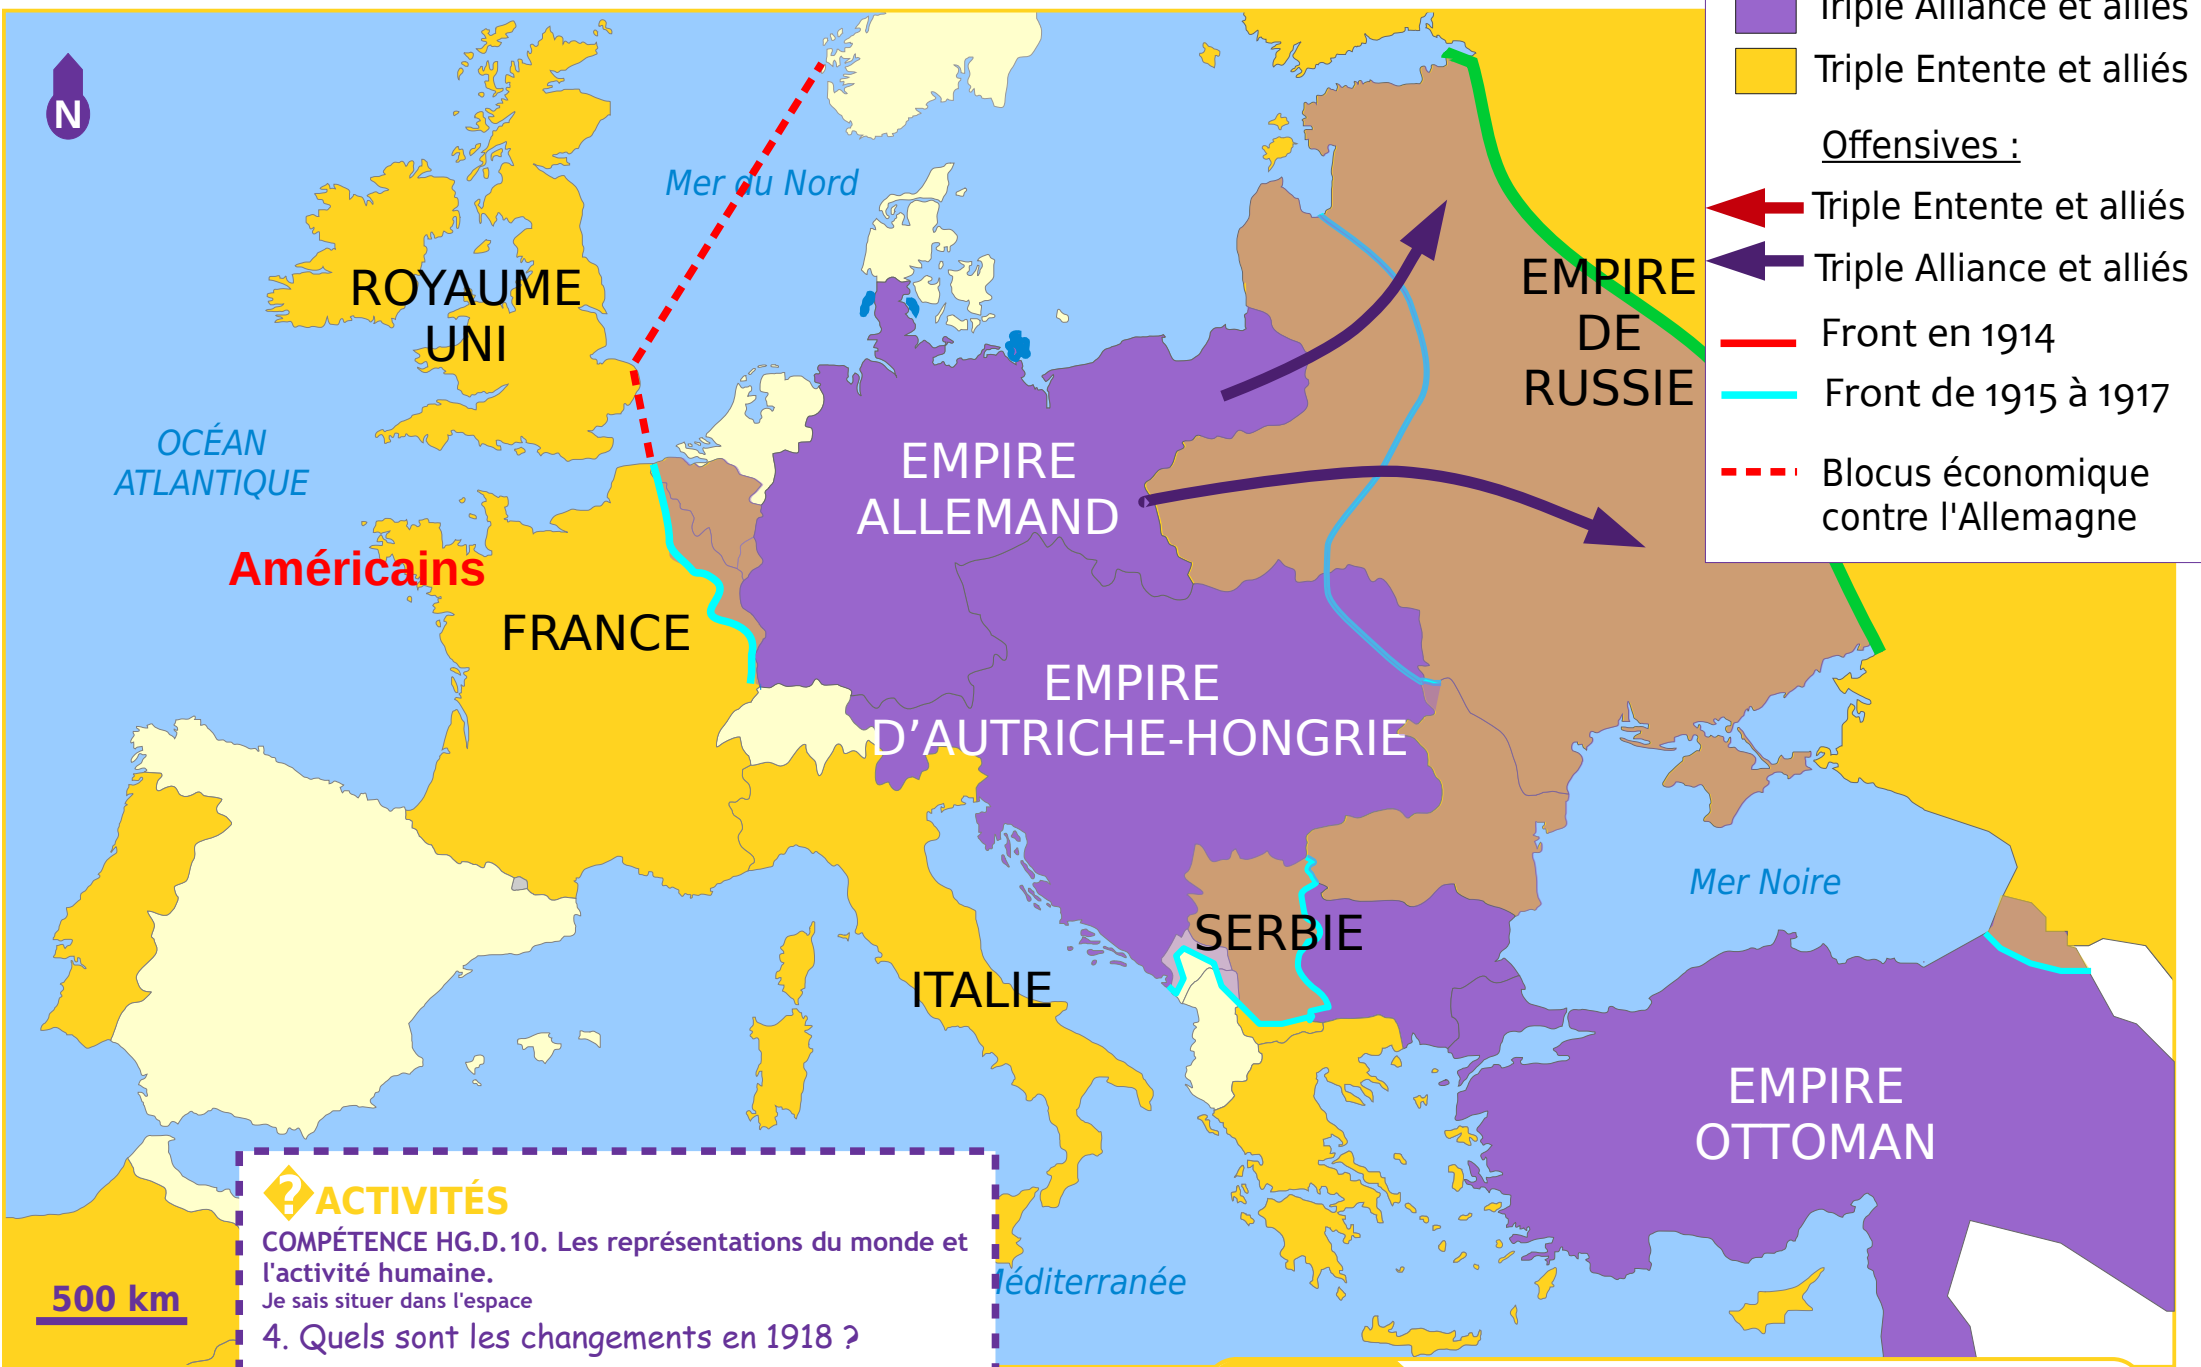 N
Mer du Nord
ROYAUME
UNI
OCÉAN
ATLANTIQUE
Américains
FRANCE
EMPIRE
ALLEMAND
EMPIRE
DE
RUSSIE
EMPIRE
D’AUTRICHE-HONGRIE
SERBIE
ITALIE
Mer Noire
EMPIRE
OTTOMAN
Méditerranée
500 km
Triple Alliance et alliés
Triple Entente et alliés
Offensives :
Triple Entente et alliés
Triple Alliance et alliés
Front en 1914
Front de 1915 à 1917
Blocus économique
contre l'Allemagne
?ACTIVITÉS
COMPÉTENCE HG.D.10. Les représentations du monde et
l'activité humaine.
Je sais situer dans l'espace
4. Quels sont les changements en 1918 ?